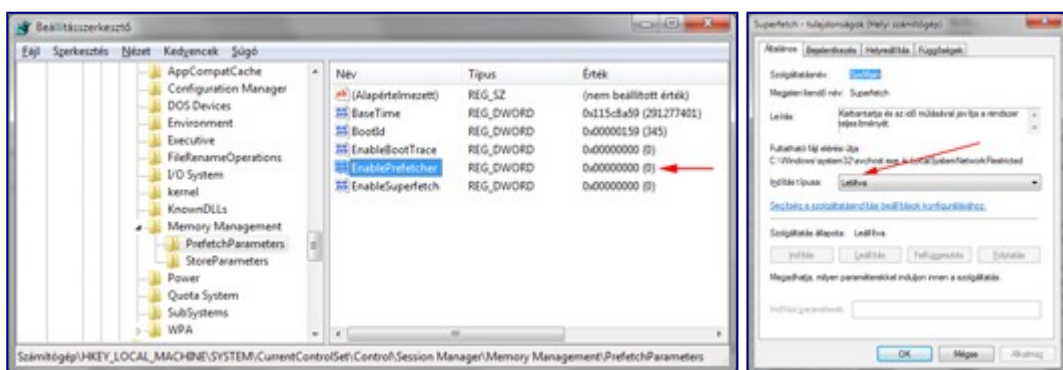 Beállításszerkesztő
Fájl Szerkesztés Nézet Kedvencek Súgó
AppCompatCache
Configuration Manager
DOS Devices
Environment
Executive
FileRenameOperations
I/O System
kernel
KnownDLLs
Memory Management
PrefetchParameters
StoreParameters
Power
Quota System
SubSystems
WPA
Név Típus Érték
(Alapértelmezett) REG_SZ (nem beállított érték)
BaseTime REG_DWORD 0x115c8a59 (291277401)
BootId REG_DWORD 0x00000159 (345)
EnableBootTrace REG_DWORD 0x00000000 (0)
EnablePrefetcher REG_DWORD 0x00000000 (0)
EnableSuperfetch REG_DWORD 0x00000000 (0)
Számítógép\HKEY_LOCAL_MACHINE\SYSTEM\CurrentControlSet\Control\Session Manager\Memory Management\PrefetchParameters
Superfetch - tulajdonságok (Helyi számítógép)
Általános Bejelentkezés Helyreállítás Függőségek
Szolgáltatásnév: SysMain
Megjelenítendő név: Superfetch
Leírás: Karbantartja és az idő múlásával javítja a rendszer
teljesítményét.
Futtatható fájl elérési útja:
C:\Windows\system32\svchost.exe -k LocalSystemNetworkRestricted
Indítás típusa: Letiltva
Segítség a szolgáltatásindítási beállítások konfigurálásához.
Szolgáltatás állapota: Leállítva
Indítás Leállítás Felfüggesztés Folytatás
Megadhatja, milyen paraméterekkel induljon innen a szolgáltatás.
Indítási paraméterek:
OK Mégse Alkalmaz